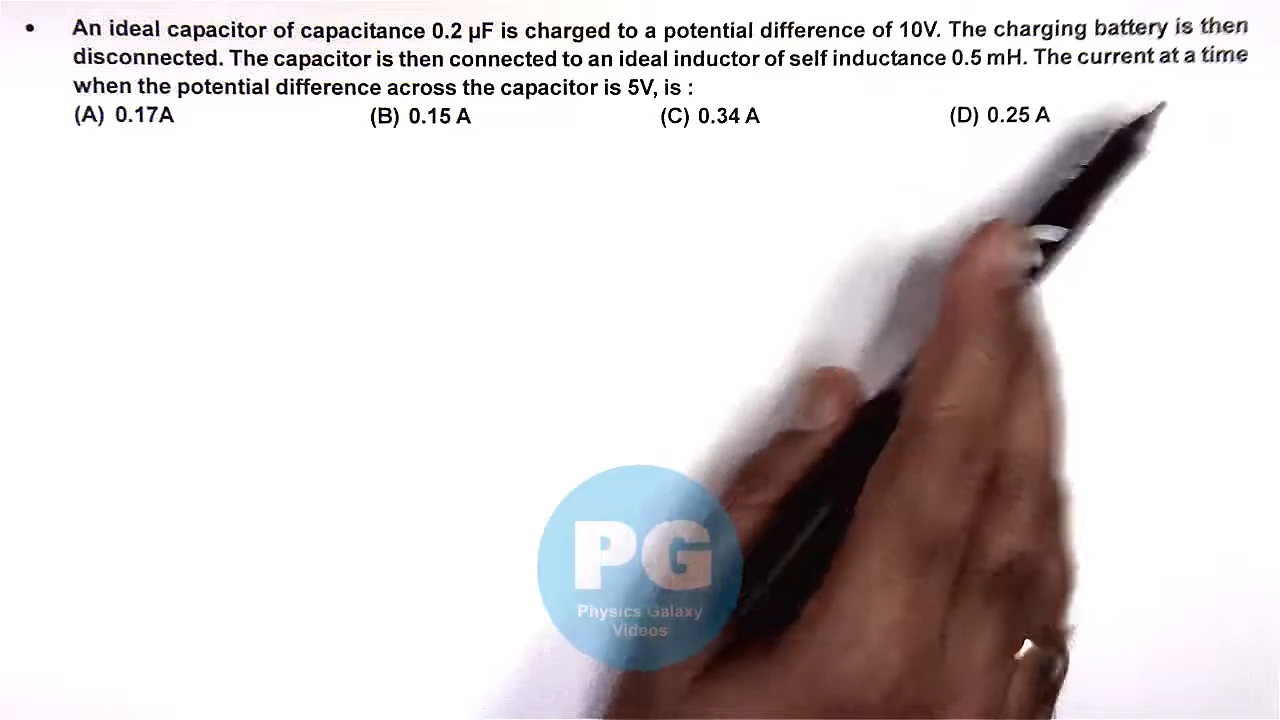 • An ideal capacitor of capacitance 0.2 µF is charged to a potential difference of 10V. The charging battery is then
disconnected. The capacitor is then connected to an ideal inductor of self inductance 0.5 mH. The current at a time
when the potential difference across the capacitor is 5V, is :
(A) 0.17A (B) 0.15 A (C) 0.34 A (D) 0.25 A
PG
Physics Galaxy
Videos